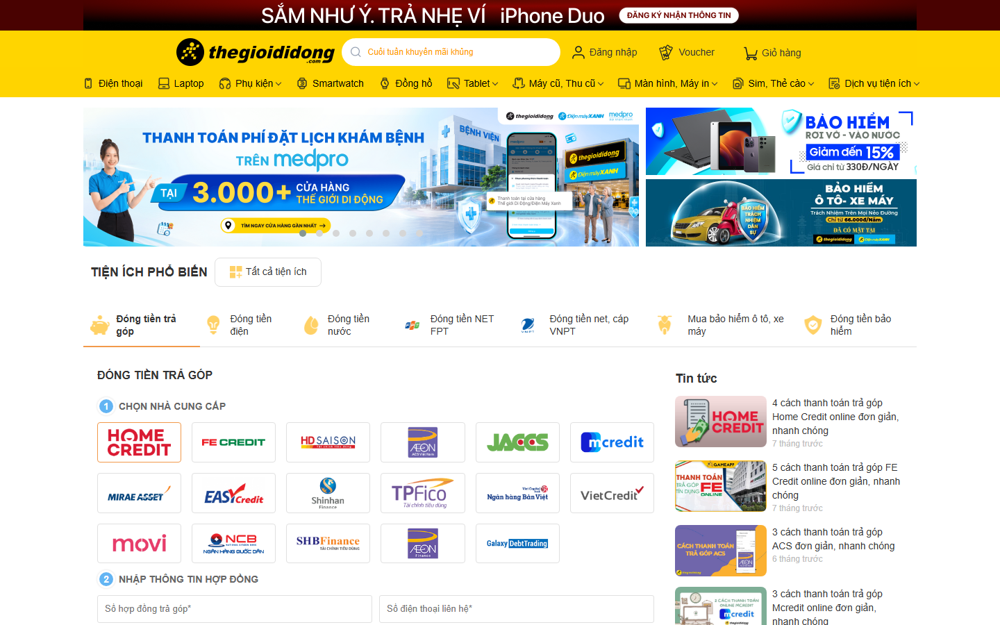 SẮM NHƯ Ý. TRẢ NHẸ VÍ iPhone Duo ĐĂNG KÝ NHẬN THÔNG TIN
thegioididong
.com
Cuối tuần khuyến mãi khủng
Đăng nhập
Voucher
Giỏ hàng
Điện thoại
Laptop
Phụ kiện
Smartwatch
Đồng hồ
Tablet
Máy cũ, Thu cũ
Màn hình, Máy in
Sim, Thẻ cào
Dịch vụ tiện ích
thegioididong Điện máy XANH medpro
THANH TOÁN PHÍ ĐẶT LỊCH KHÁM BỆNH
TRÊN medpro
TẠI 3.000+ CỬA HÀNG
THẾ GIỚI DI ĐỘNG
TÌM NGAY CỬA HÀNG GẦN NHẤT
BỆNH VIỆN
medpro
Thanh toán tại cửa hàng
Thế giới Di Động/Điện Máy Xanh
thegioididong
Điện máy XANH
BẢO HIỂM
RƠI VỠ - VÀO NƯỚC
Giảm đến 15%
Giá chỉ từ 330Đ/NGÀY
BẢO HIỂM
Ô TÔ- XE MÁY
Trách Nhiệm Trên Mọi Nẻo Đường
Chỉ từ 66.000đ/Năm
ĐÃ CÓ MẶT TẠI
thegioididong Điện máy XANH
BẢO HIỂM
TRÁCH
NHIỆM
DÂN
SỰ
TIỆN ÍCH PHỔ BIẾN
Tất cả tiện ích
Đóng tiền trả
góp
Đóng tiền
điện
Đóng tiền
nước
FPT
Đóng tiền NET
FPT
VNPT
Đóng tiền net, cáp
VNPT
Mua bảo hiểm ô tô, xe
máy
Đóng tiền bảo
hiểm
ĐÓNG TIỀN TRẢ GÓP
1 CHỌN NHÀ CUNG CẤP
HOME
CREDIT
FE CREDIT
HD SAISON
AEON
ACS Việt Nam
JACCS
mcredit
MIRAE ASSET
EASY Credit
Shinhan
Finance
TPFico
Tài chính tiêu dùng
Viet Capital
Bank
Ngân hàng Bản Việt
VietCredit
movi
NCB
NGÂN HÀNG QUỐC DÂN
SHBFinance
TÀI CHÍNH TIÊU DÙNG
AEON
Finance
Galaxy DebtTrading
2 NHẬP THÔNG TIN HỢP ĐỒNG
Số hợp đồng trả góp*
Số điện thoại liên hệ*
Tin tức
HOME
CREDIT
4 cách thanh toán trả góp
Home Credit online đơn giản,
nhanh chóng
7 tháng trước
GAMEAPP
THANH TOÁN
TRẢ GÓP
TÍN DỤNG
FE
ONLINE
5 cách thanh toán trả góp FE
Credit online đơn giản, nhanh
chóng
7 tháng trước
CÁCH THANH TOÁN
TRẢ GÓP ACS
AEON
thegioididong
3 cách thanh toán trả góp
ACS đơn giản, nhanh chóng
6 tháng trước
3 CÁCH THANH TOÁN
ONLINE MCREDIT
mcredit
thegioididong
3 cách thanh toán trả góp
Mcredit online đơn giản,
nhanh chóng